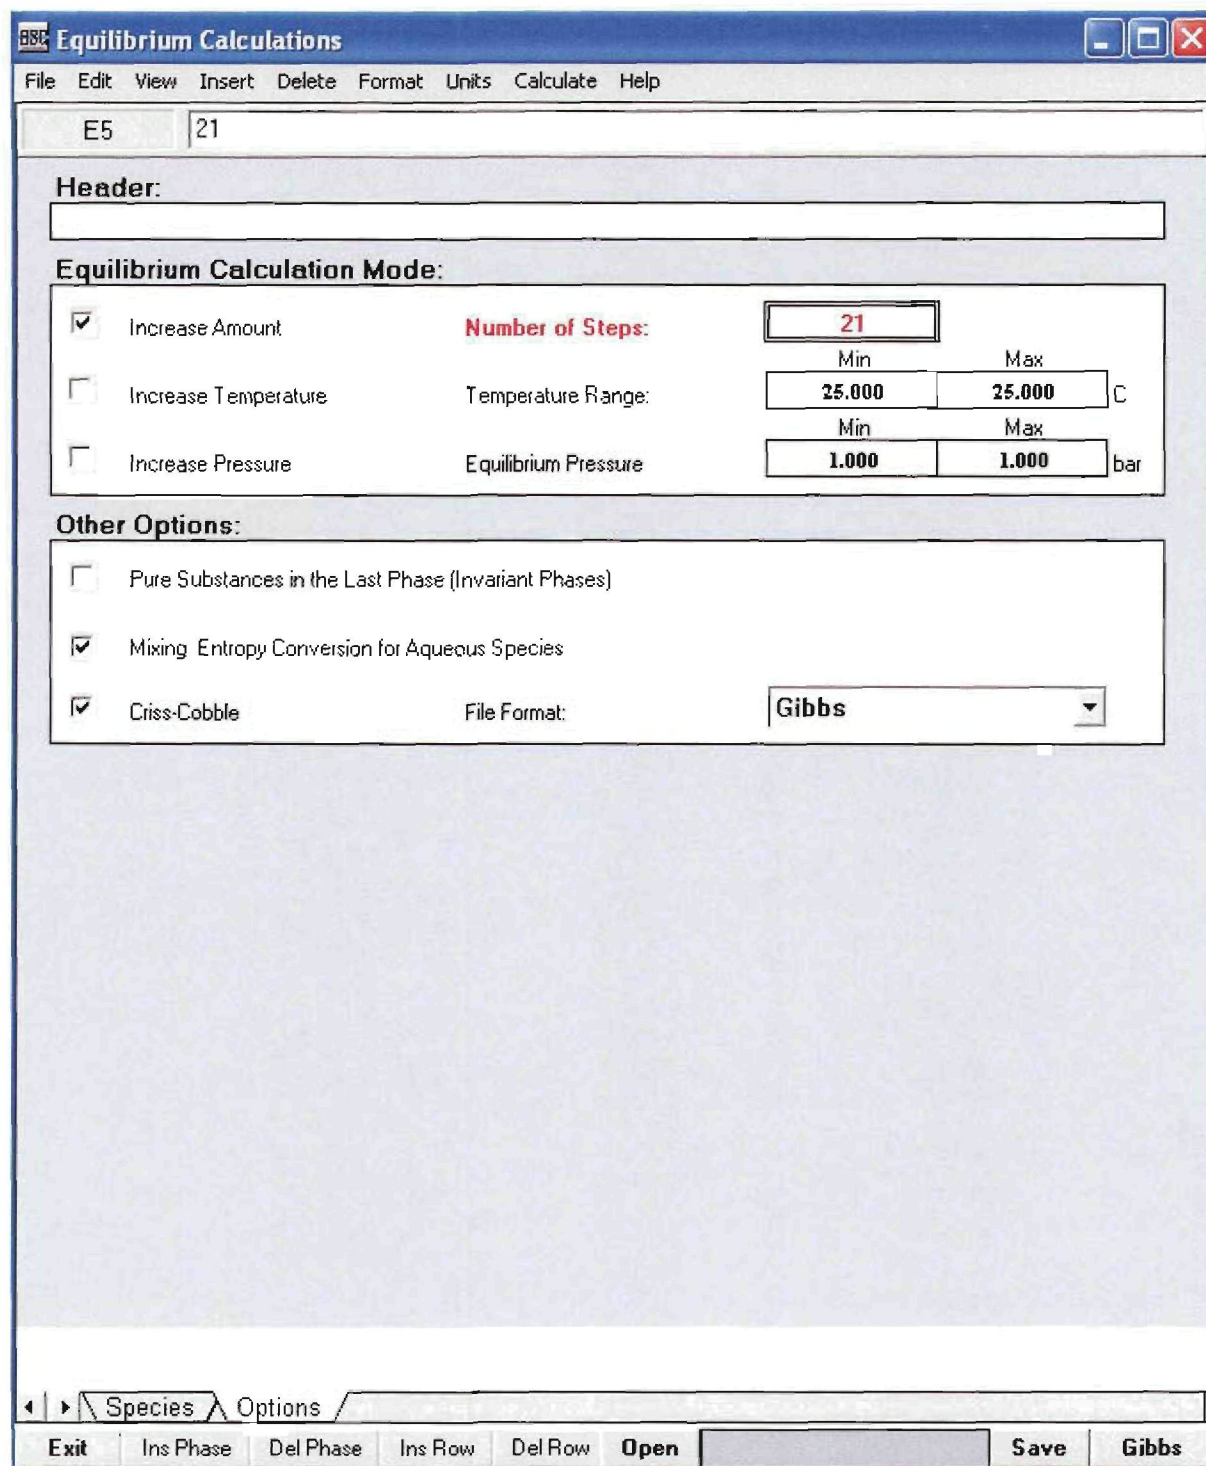 Equilibrium Calculations
File Edit View Insert Delete Format Units Calculate Help
E5 21
Header:
Equilibrium Calculation Mode:
Increase Amount Number of Steps: 21
Min Max
Increase Temperature Temperature Range: 25.000 25.000 C
Min Max
Increase Pressure Equilibrium Pressure 1.000 1.000 bar
Other Options:
Pure Substances in the Last Phase (Invariant Phases)
Mixing Entropy Conversion for Aqueous Species
Criss-Cobble File Format: Gibbs
Species Options
Exit Ins Phase Del Phase Ins Row Del Row Open Save Gibbs